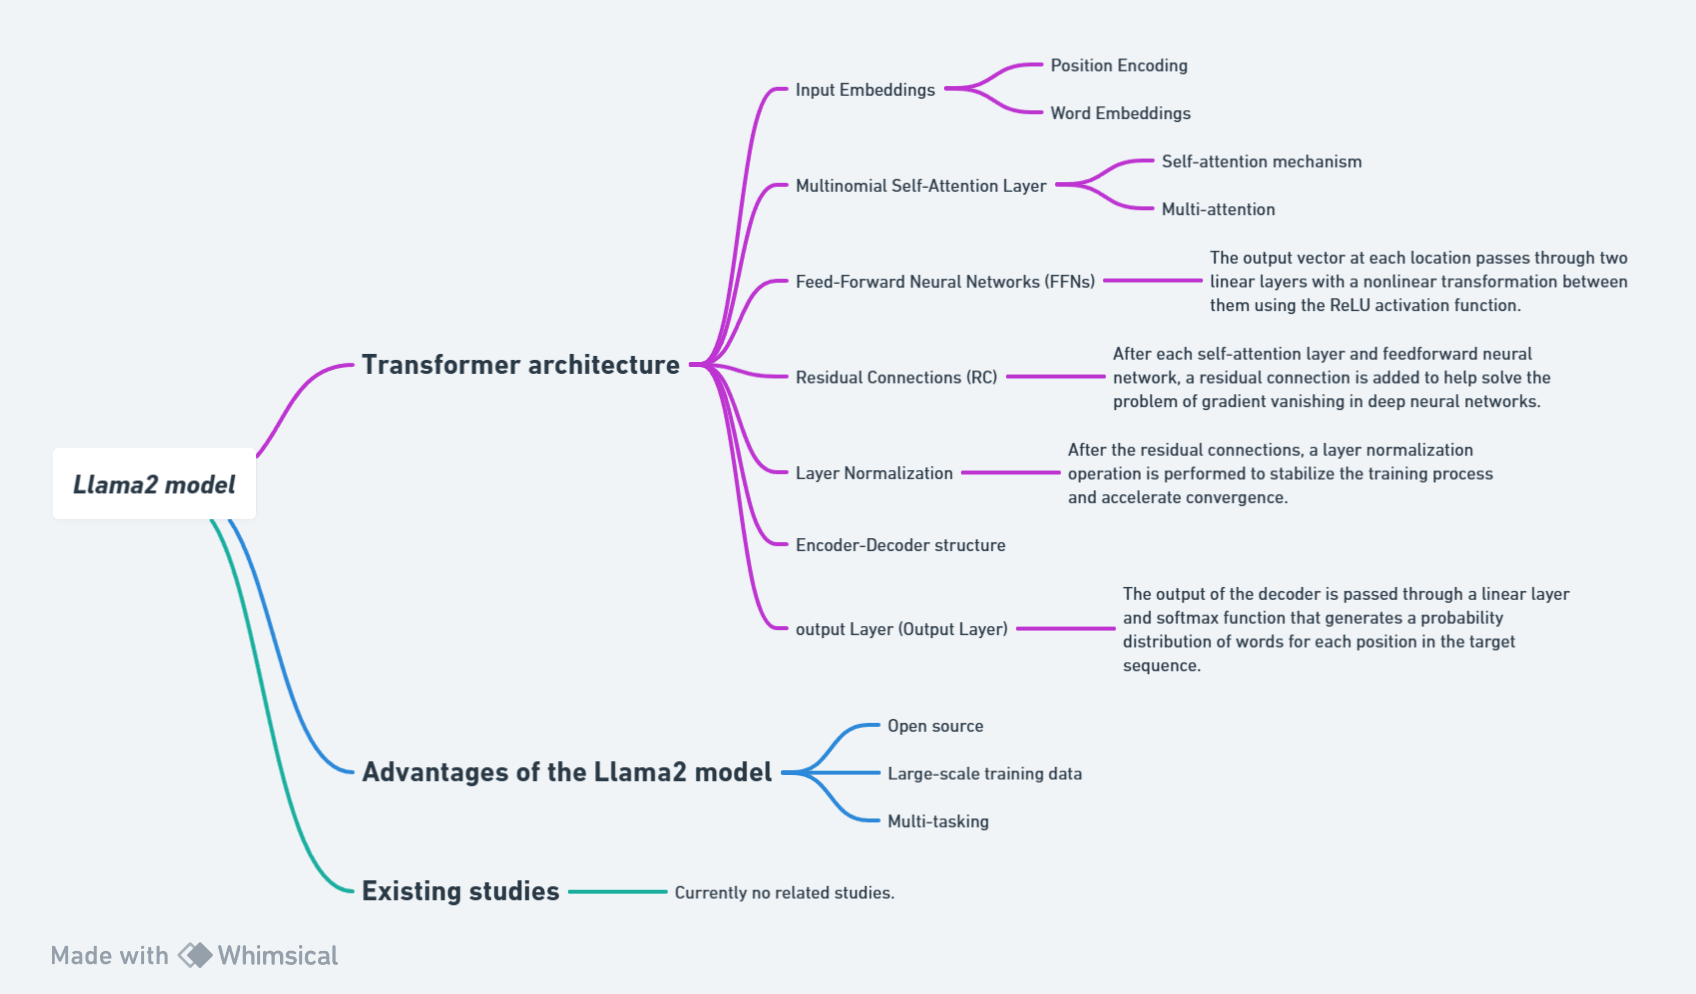 Llama2 model
Transformer architecture
Input Embeddings
Position Encoding
Word Embeddings
Multinomial Self-Attention Layer
Self-attention mechanism
Multi-attention
Feed-Forward Neural Networks (FFNs)
The output vector at each location passes through two
linear layers with a nonlinear transformation between
them using the ReLU activation function.
Residual Connections (RC)
After each self-attention layer and feedforward neural
network, a residual connection is added to help solve the
problem of gradient vanishing in deep neural networks.
Layer Normalization
After the residual connections, a layer normalization
operation is performed to stabilize the training process
and accelerate convergence.
Encoder-Decoder structure
output Layer (Output Layer)
The output of the decoder is passed through a linear layer
and softmax function that generates a probability
distribution of words for each position in the target
sequence.
Advantages of the Llama2 model
Open source
Large-scale training data
Multi-tasking
Existing studies
Currently no related studies.
Made with Whimsical